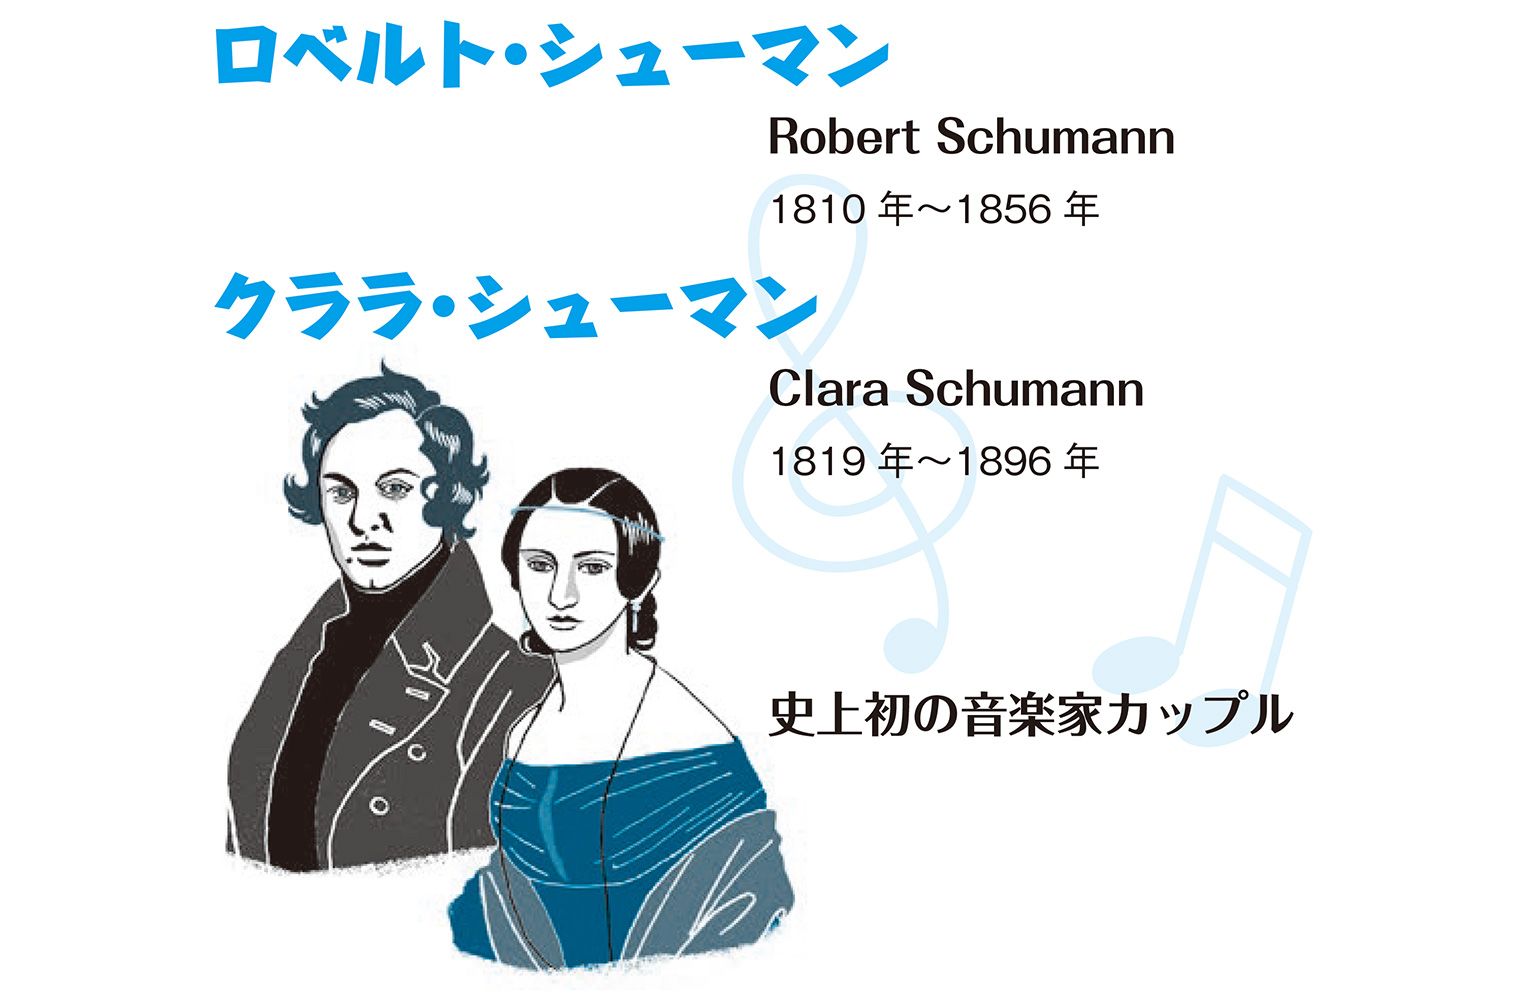 ロベルト・シューマン
Robert Schumann
1810 年〜1856 年
クララ・シューマン
Clara Schumann
1819 年〜1896 年
史上初の音楽家カップル